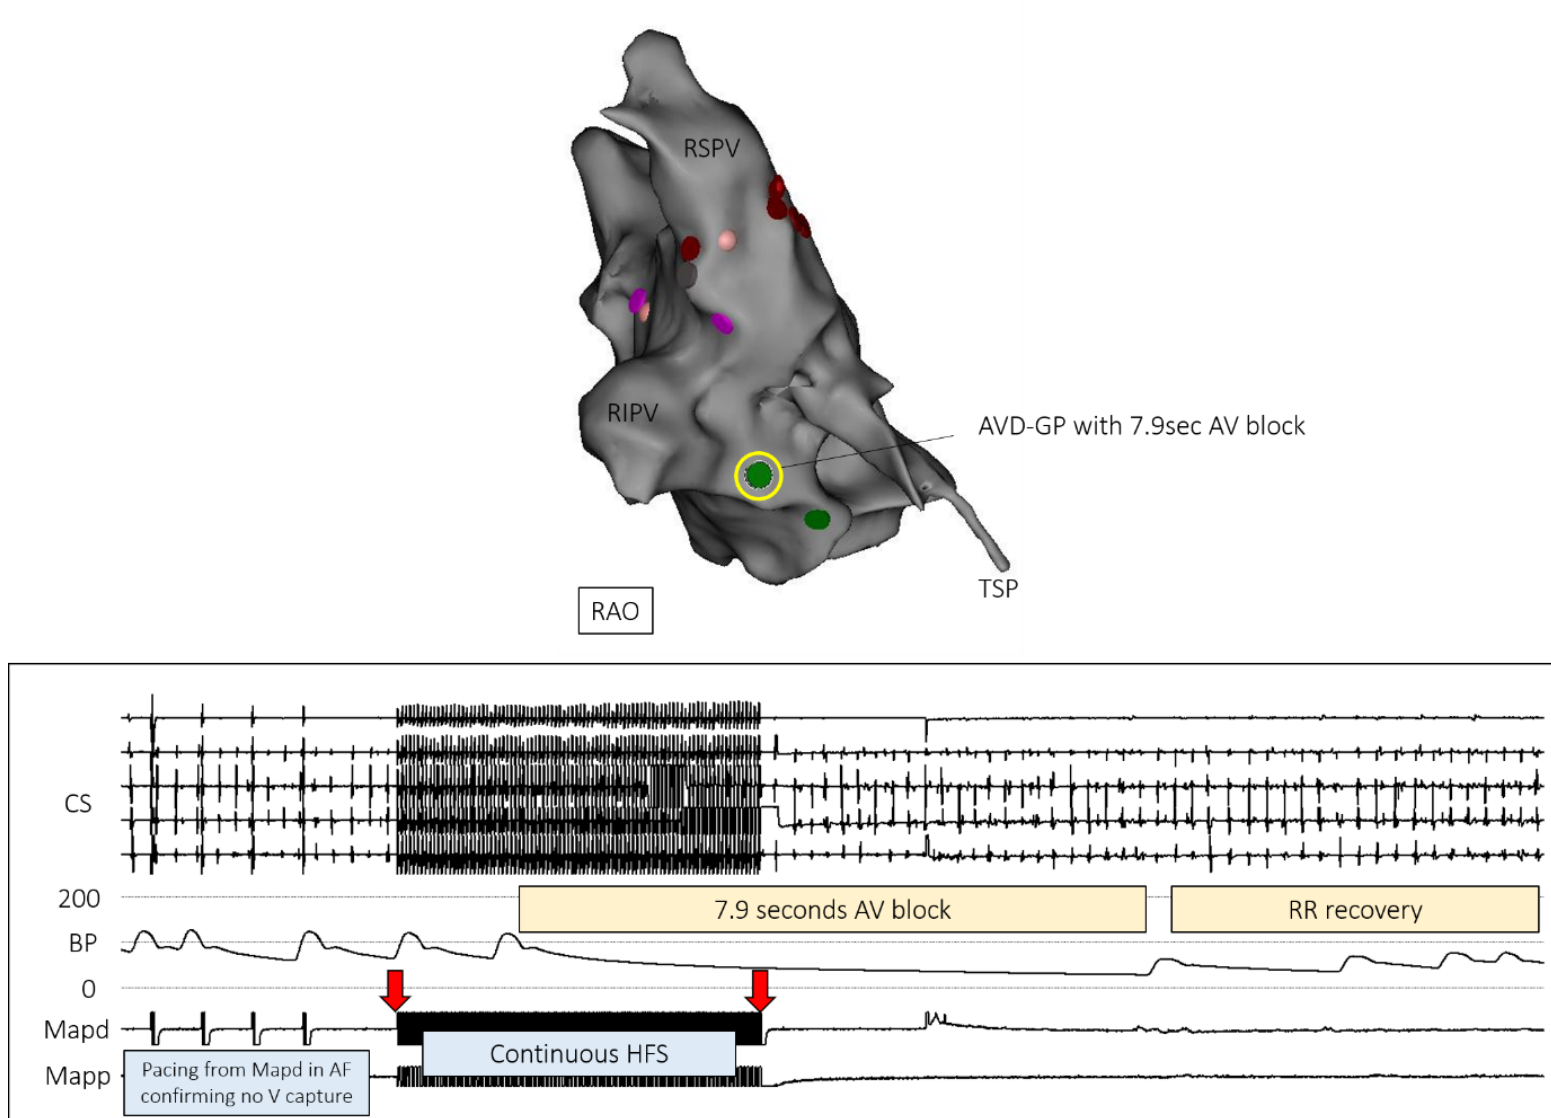 RSPV
RIPV
AVD-GP with 7.9sec AV block
TSP
RAO
CS
200
BP
0
7.9 seconds AV block
RR recovery
Mapd
Mapp
Continuous HFS
Pacing from Mapd in AF
confirming no V capture